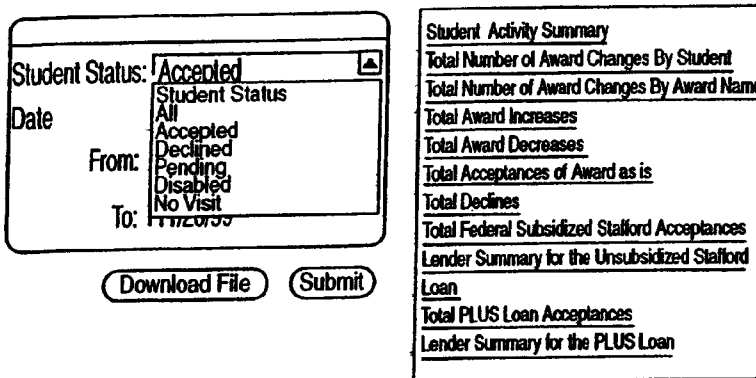 Student Status: Accepted
Student Status
All
Accepted
Declined
Pending
Disabled
No Visit
Date
From:
To:
Download File
Submit
Student Activity Summary
Total Number of Award Changes By Student
Total Number of Award Changes By Award Name
Total Award Increases
Total Award Decreases
Total Acceptances of Award as is
Total Declines
Total Federal Subsidized Stafford Acceptances
Lender Summary for the Unsubsidized Stafford
Loan
Total PLUS Loan Acceptances
Lender Summary for the PLUS Loan